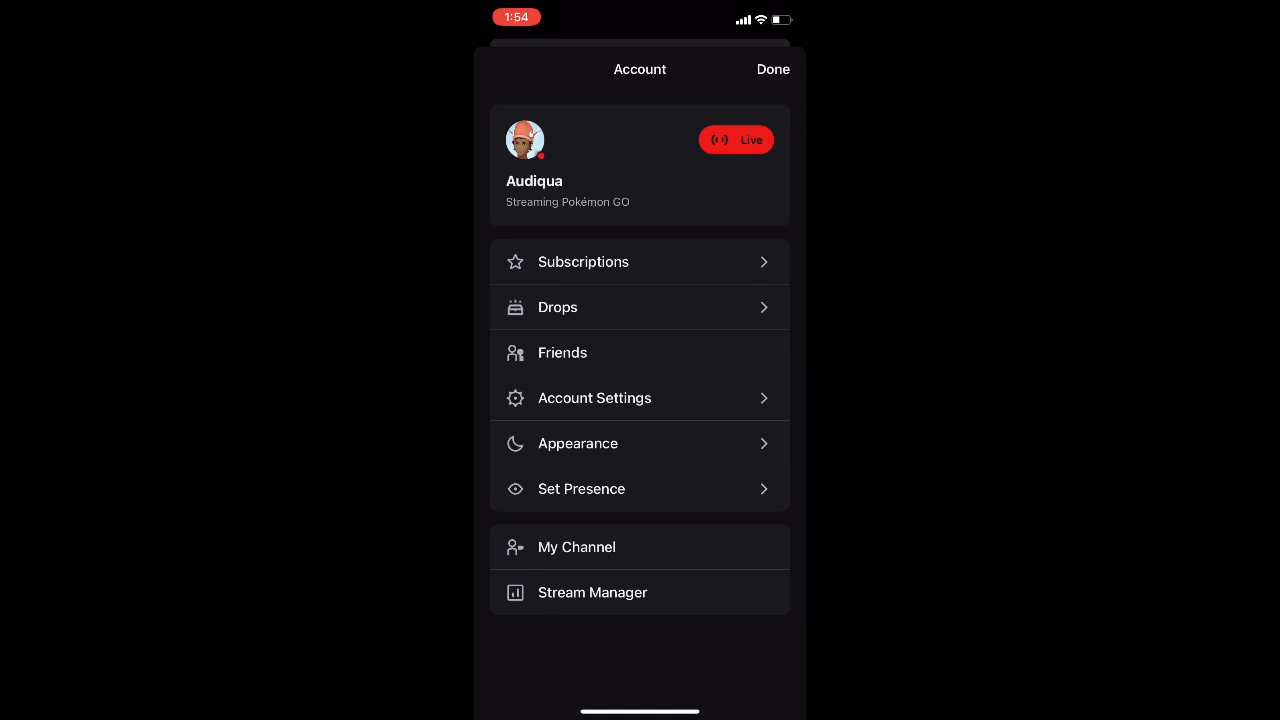 1:54
Account
Done
Live
Audiqua
Streaming Pokémon GO
Subscriptions
Drops
Friends
Account Settings
Appearance
Set Presence
My Channel
Stream Manager